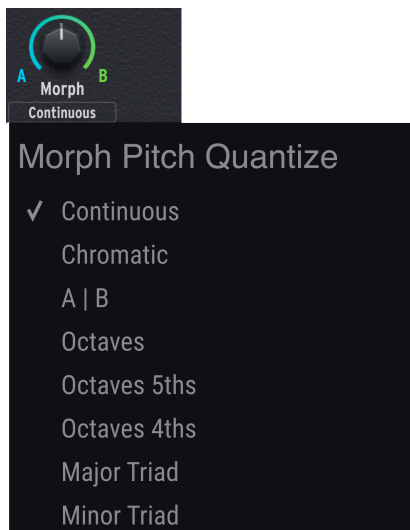 A
B
Morph
Continuous
Morph Pitch Quantize
✓ Continuous
Chromatic
A | B
Octaves
Octaves 5ths
Octaves 4ths
Major Triad
Minor Triad